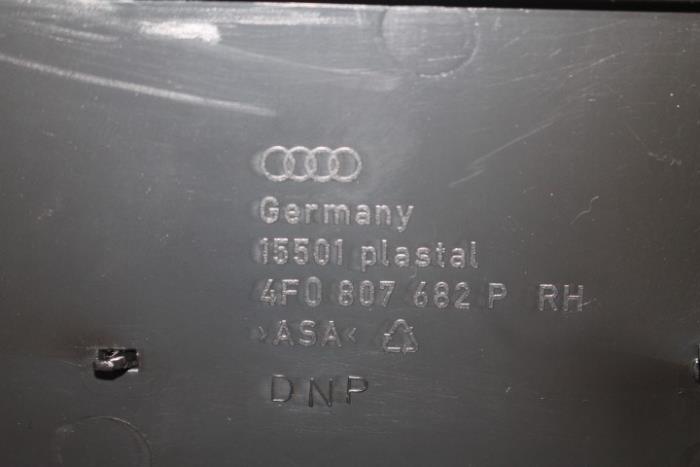 Germany
15501 plastal
4F0 807 682 P RH
>ASA<
DNP